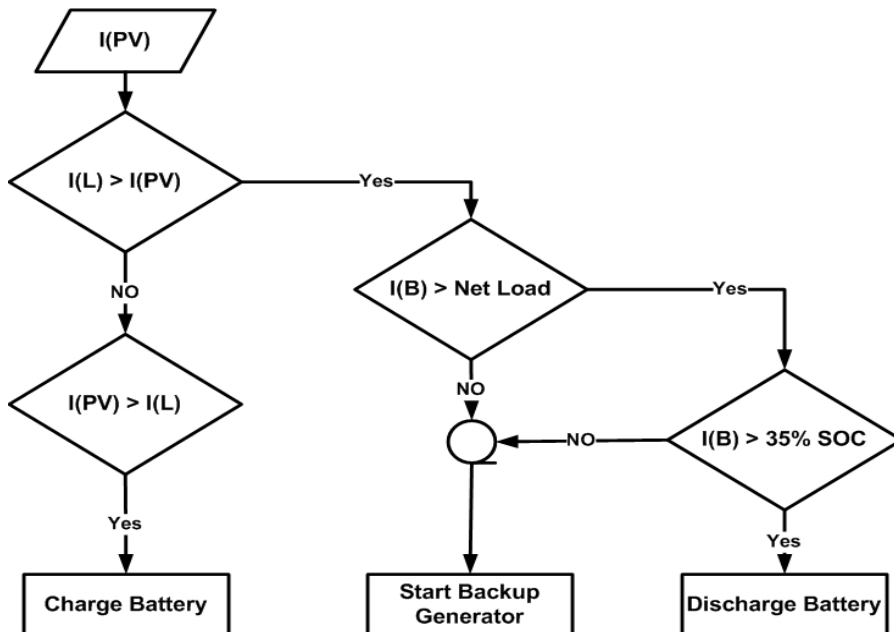 I(PV)
I(L) > I(PV)
Yes
I(B) > Net Load
Yes
NO
I(PV) > I(L)
NO
I(B) > 35% SOC
NO
Yes
Yes
Charge Battery
Start Backup
Generator
Discharge Battery